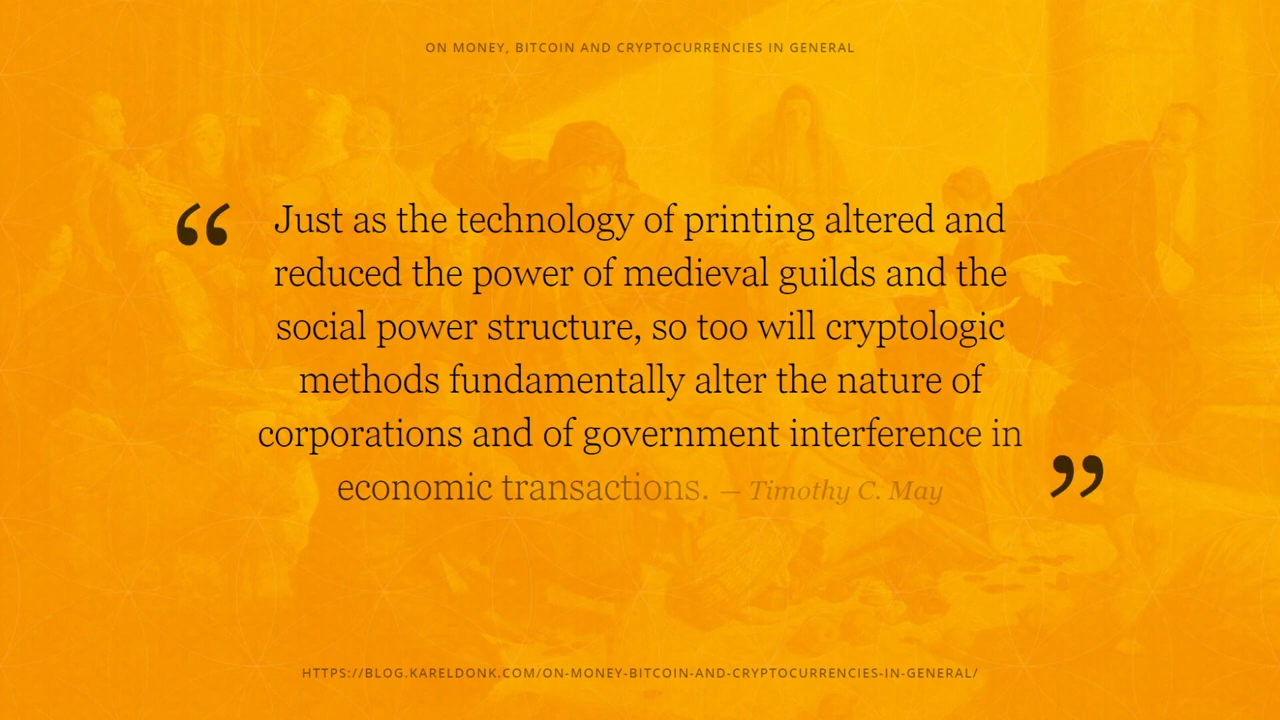 ON MONEY, BITCOIN AND CRYPTOCURRENCIES IN GENERAL
“ Just as the technology of printing altered and
reduced the power of medieval guilds and the
social power structure, so too will cryptologic
methods fundamentally alter the nature of
corporations and of government interference in
economic transactions. — Timothy C. May ”
HTTPS://BLOG.KARELDONK.COM/ON-MONEY-BITCOIN-AND-CRYPTOCURRENCIES-IN-GENERAL/